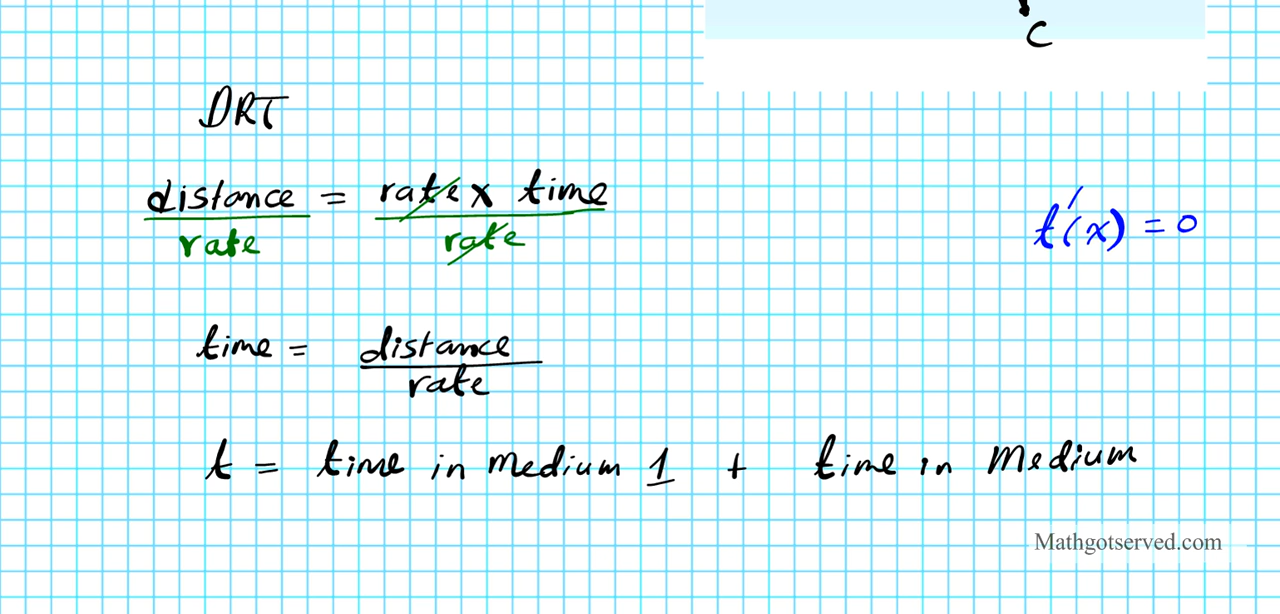 C
DRT
distance = rate x time
rate rate
t'(x) = 0
time = distance
rate
t = time in medium 1 + time in medium
Mathgotserved.com